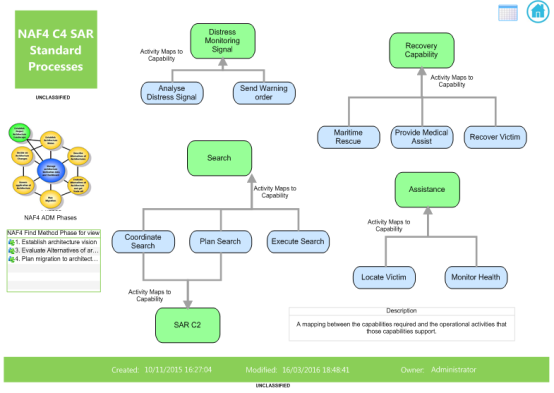 NAF4 C4 SAR
Standard
Processes
UNCLASSIFIED
NAF4 ADM Phases
NAF4 Find Method Phase for view
1. Establish architecture vision
3. Evaluate Alternatives of ar...
4. Plan migration to architect...
Distress
Monitoring
Signal
Activity Maps to
Capability
Analyse
Distress Signal
Send Warning
order
Recovery
Capability
Activity Maps to
Capability
Maritime
Rescue
Provide Medical
Assist
Recover Victim
Search
Activity Maps to
Capability
Coordinate
Search
Plan Search
Execute Search
Activity Maps to
Capability
SAR C2
Assistance
Activity Maps to
Capability
Locate Victim
Monitor Health
Description
A mapping between the capabilities required and the operational activities that
those capabilities support.
Created: 10/11/2015 16:27:04 Modified: 16/03/2016 18:48:41 Owner: Administrator
UNCLASSIFIED